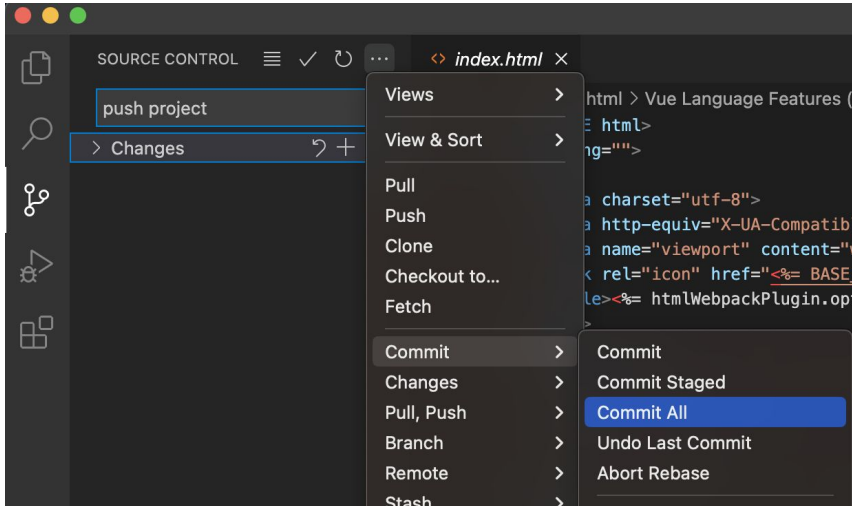 SOURCE CONTROL
index.html
push project
Changes
Views
View & Sort
Pull
Push
Clone
Checkout to...
Fetch
Commit
Changes
Pull, Push
Branch
Remote
Stash
Commit
Commit Staged
Commit All
Undo Last Commit
Abort Rebase
html > Vue Language Features (
E html>
ng="">
a charset="utf-8">
a http-equiv="X-UA-Compatib
a name="viewport" content="w
k rel="icon" href="<%= BASE_
le><%= htmlWebpackPlugin.opt
>